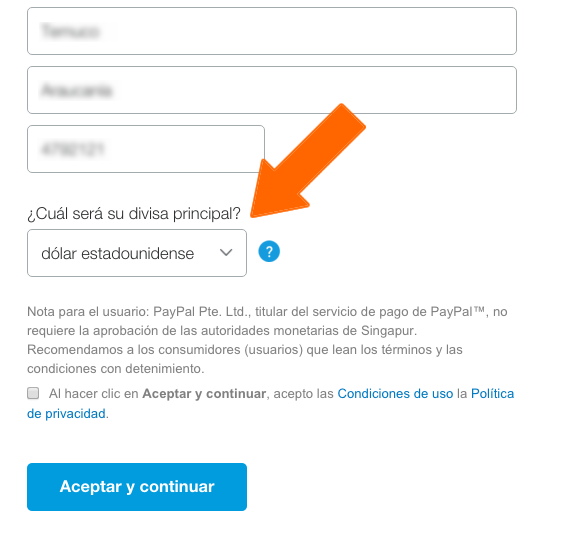 Temuco
Araucanía
4792121
¿Cuál será su divisa principal?
dólar estadounidense
?
Nota para el usuario: PayPal Pte. Ltd., titular del servicio de pago de PayPal™, no
requiere la aprobación de las autoridades monetarias de Singapur.
Recomendamos a los consumidores (usuarios) que lean los términos y las
condiciones con detenimiento.
Al hacer clic en Aceptar y continuar, acepto las Condiciones de uso la Política
de privacidad.
Aceptar y continuar